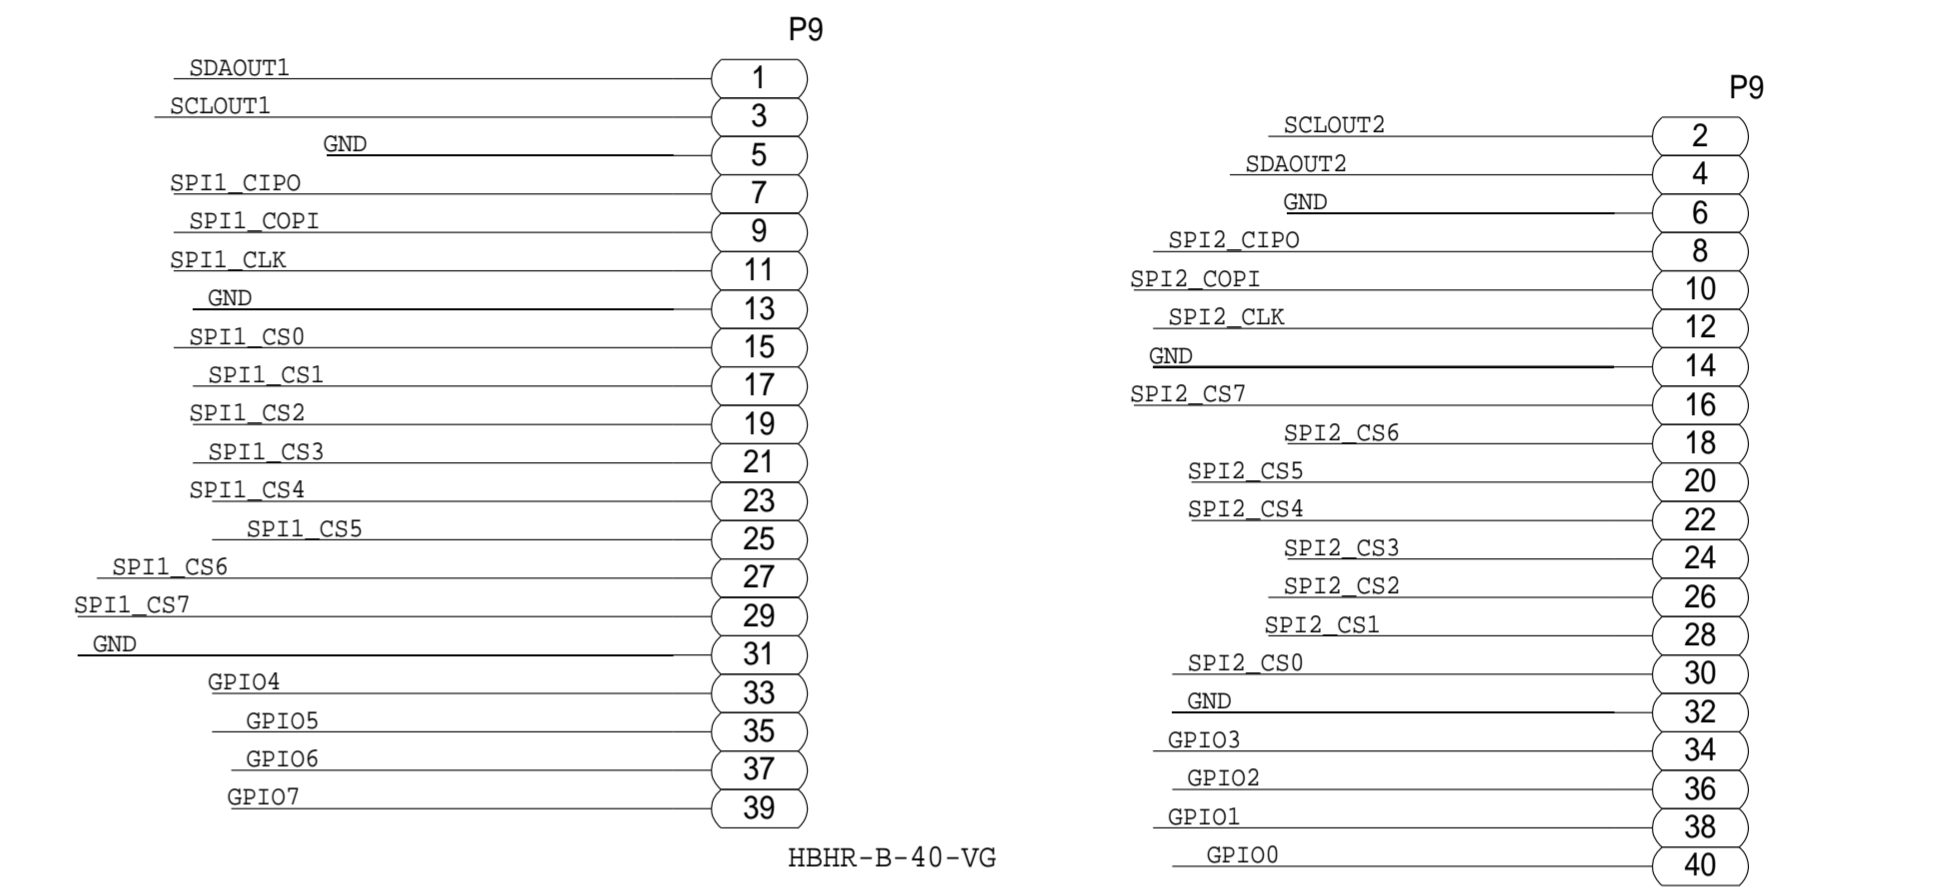 P9
SDAOUT1 1
SCLOUT1 3
GND 5
SPI1_CIPO 7
SPI1_COPI 9
SPI1_CLK 11
GND 13
SPI1_CS0 15
SPI1_CS1 17
SPI1_CS2 19
SPI1_CS3 21
SPI1_CS4 23
SPI1_CS5 25
SPI1_CS6 27
SPI1_CS7 29
GND 31
GPIO4 33
GPIO5 35
GPIO6 37
GPIO7 39
HBHR-B-40-VG
P9
SCLOUT2 2
SDAOUT2 4
GND 6
SPI2_CIPO 8
SPI2_COPI 10
SPI2_CLK 12
GND 14
SPI2_CS7 16
SPI2_CS6 18
SPI2_CS5 20
SPI2_CS4 22
SPI2_CS3 24
SPI2_CS2 26
SPI2_CS1 28
SPI2_CS0 30
GND 32
GPIO3 34
GPIO2 36
GPIO1 38
GPIO0 40